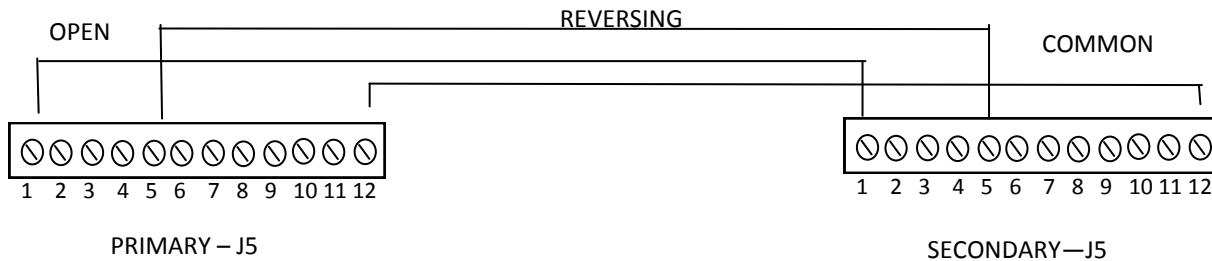 REVERSING
OPEN
COMMON
1 2 3 4 5 6 7 8 9 10 11 12
1 2 3 4 5 6 7 8 9 10 11 12
PRIMARY – J5
SECONDARY—J5